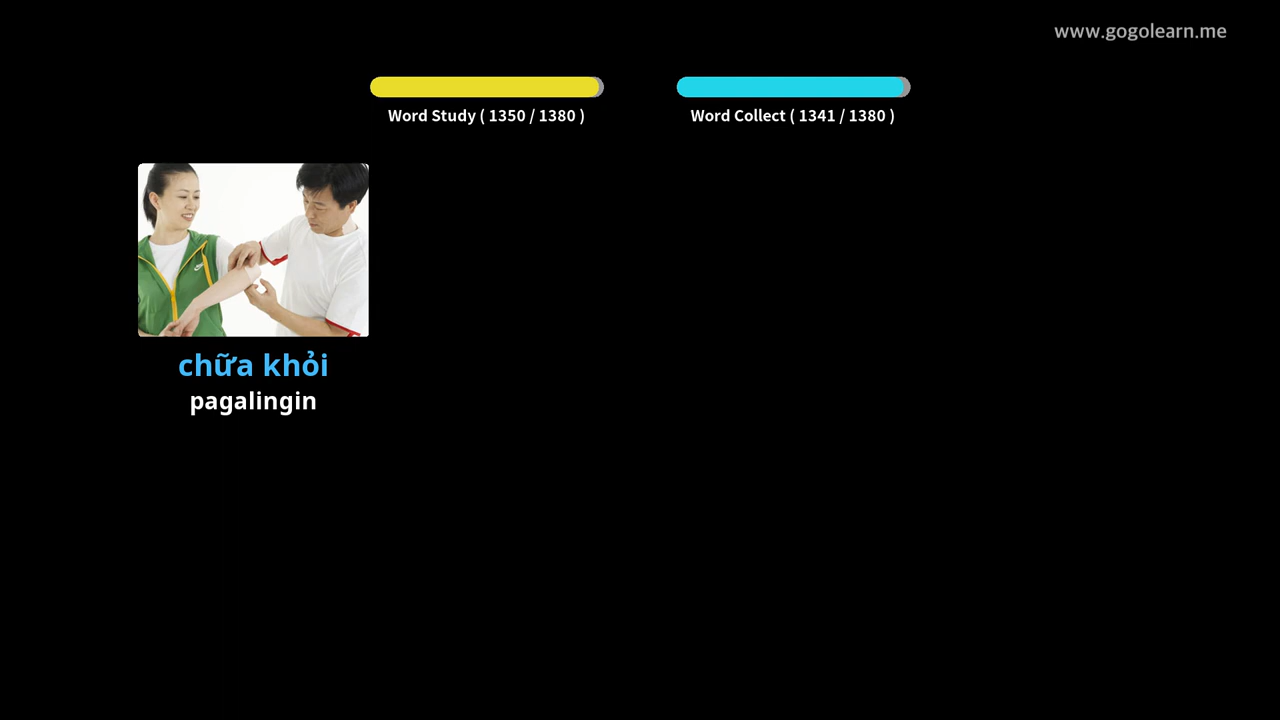 www.gogolearn.me
Word Study ( 1350 / 1380 )
Word Collect ( 1341 / 1380 )
chữa khỏi
pagalingin